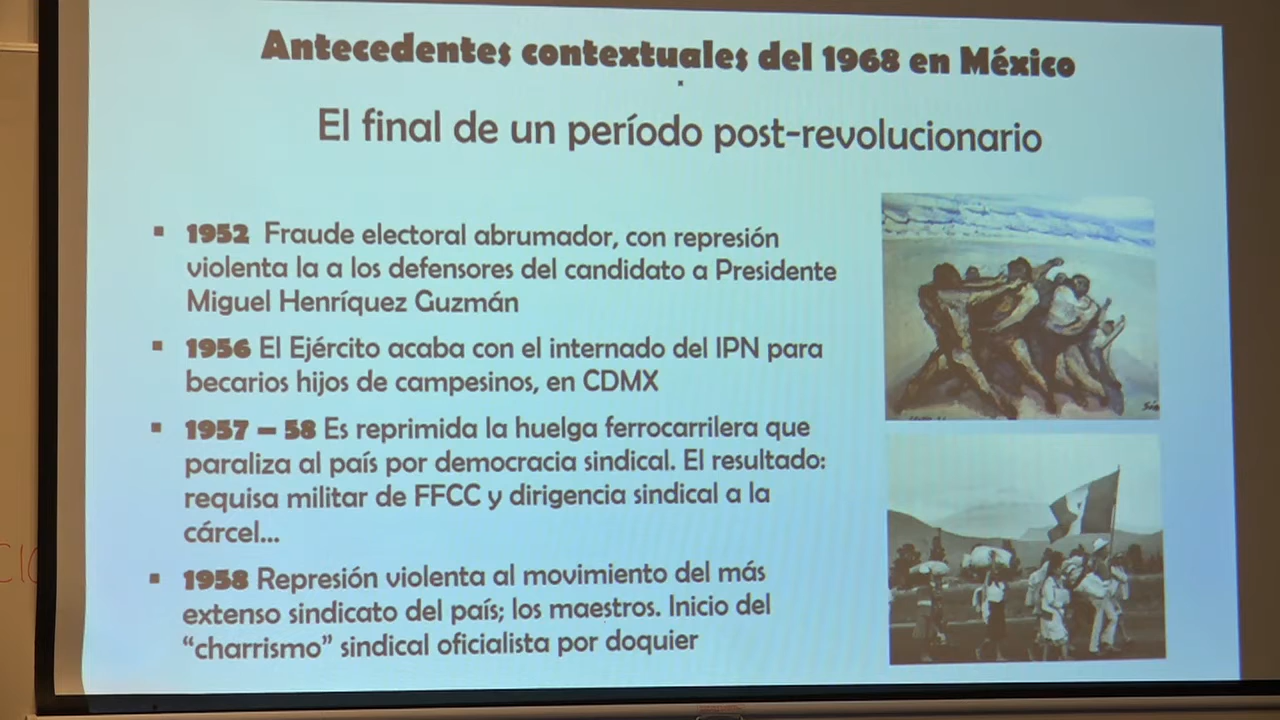 Antecedentes contextuales del 1968 en México
El final de un período post-revolucionario
▪ 1952 Fraude electoral abrumador, con represión
violenta la a los defensores del candidato a Presidente
Miguel Henríquez Guzmán
▪ 1956 El Ejército acaba con el internado del IPN para
becarios hijos de campesinos, en CDMX
▪ 1957 – 58 Es reprimida la huelga ferrocarrilera que
paraliza al país por democracia sindical. El resultado:
requisa militar de FFCC y dirigencia sindical a la
cárcel...
▪ 1958 Represión violenta al movimiento del más
extenso sindicato del país; los maestros. Inicio del
“charrismo” sindical oficialista por doquier